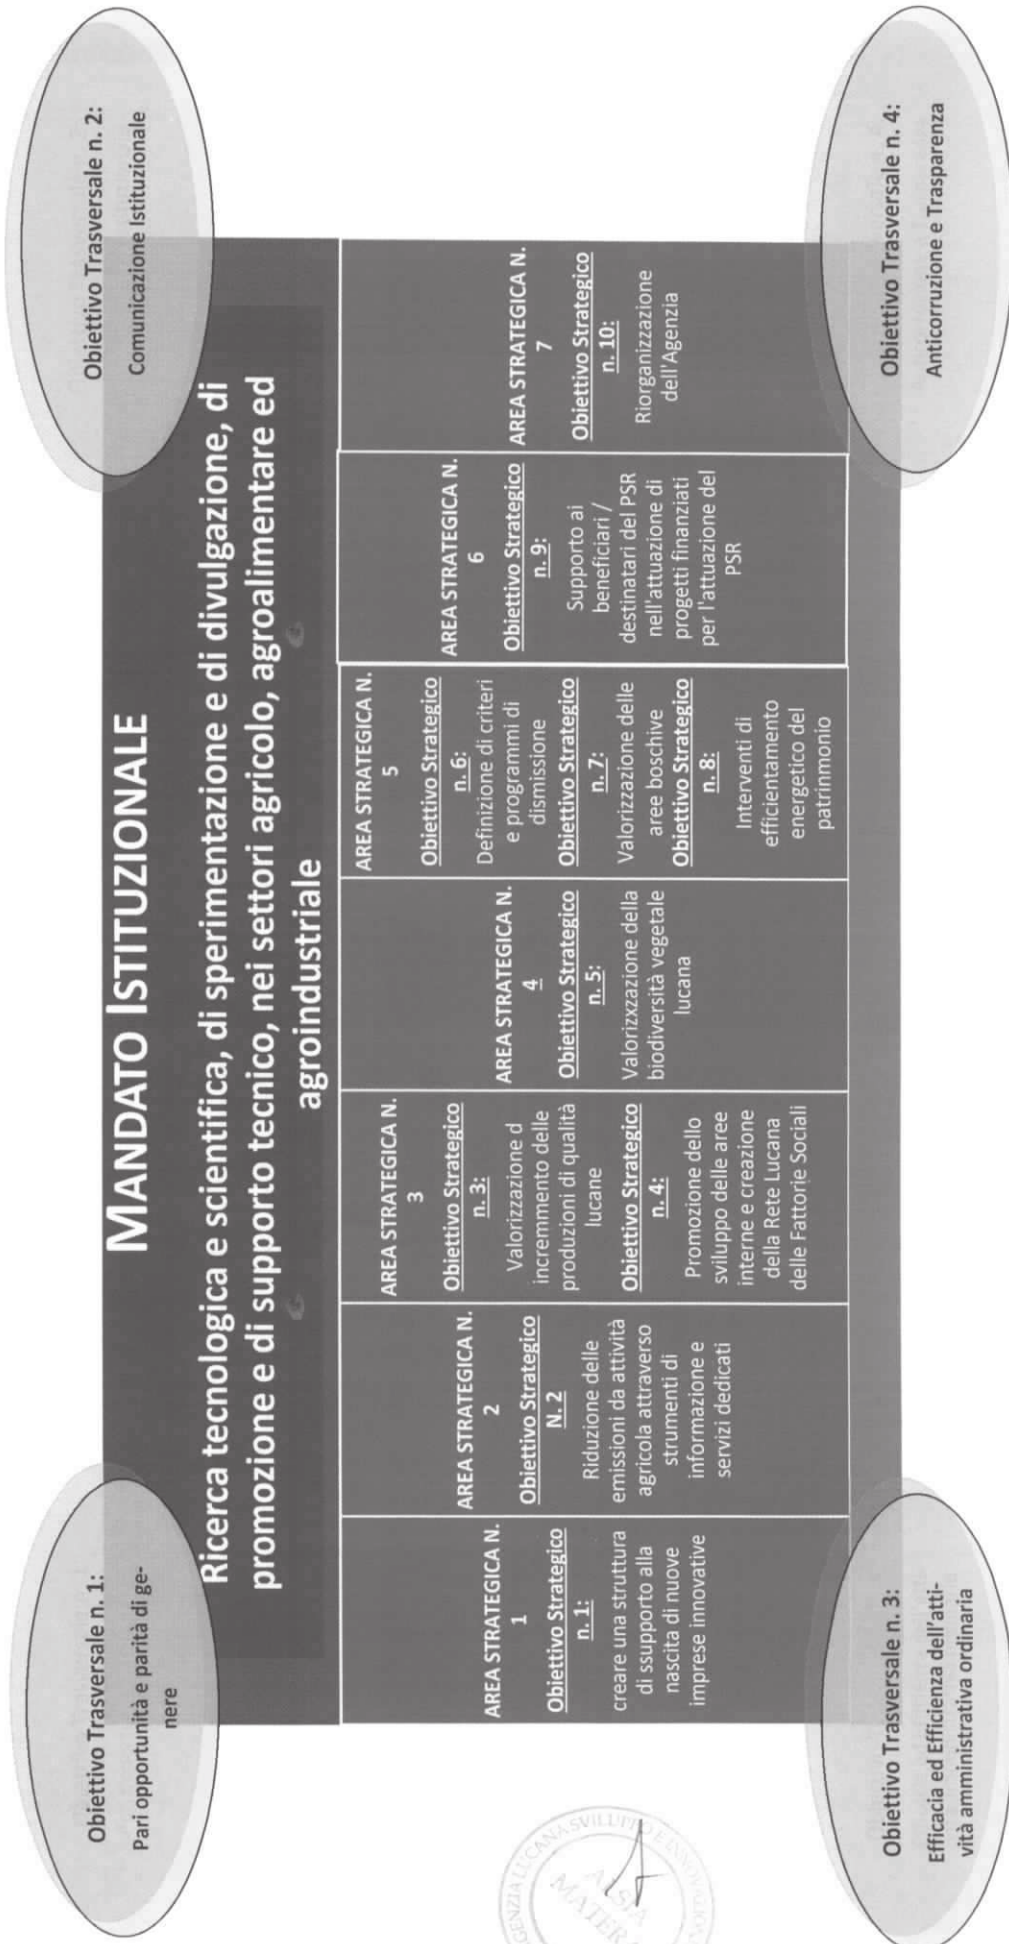 Obiettivo Trasversale n. 1:
Pari opportunità e parità di ge-
nere
Obiettivo Trasversale n. 2:
Comunicazione Istituzionale
MANDATO ISTITUZIONALE
Ricerca tecnologica e scientifica, di sperimentazione e di divulgazione, di
promozione e di supporto tecnico, nei settori agricolo, agroalimentare ed
agroindustriale
AREA STRATEGICA N.
1
Obiettivo Strategico
n. 1:
creare una struttura
di ssupporto alla
nascita di nuove
imprese innovative
AREA STRATEGICA N.
2
Obiettivo Strategico
N. 2
Riduzione delle
emissioni da attività
agricola attraverso
strumenti di
informazione e
servizi dedicati
AREA STRATEGICA N.
3
Obiettivo Strategico
n. 3:
Valorizzazione d
incremmento delle
produzioni di qualità
lucane
Obiettivo Strategico
n. 4:
Promozione dello
sviluppo delle aree
interne e creazione
della Rete Lucana
delle Fattorie Sociali
AREA STRATEGICA N.
4
Obiettivo Strategico
n. 5:
Valorizxzazione della
biodiversità vegetale
lucana
AREA STRATEGICA N.
5
Obiettivo Strategico
n. 6:
Definizione di criteri
e programmi di
dismissione
Obiettivo Strategico
n. 7:
Valorizzazione delle
aree boschive
Obiettivo Strategico
n. 8:
Interventi di
efficientamento
energetico del
patrimmonio
AREA STRATEGICA N.
6
Obiettivo Strategico
n. 9:
Supporto ai
beneficiari /
destinatari del PSR
nell'attuazione di
progetti finanziati
per l'attuazione del
PSR
AREA STRATEGICA N.
7
Obiettivo Strategico
n. 10:
Riorganizzazione
dell'Agenzia
Obiettivo Trasversale n. 3:
Efficacia ed Efficienza dell'atti-
vità amministrativa ordinaria
Obiettivo Trasversale n. 4:
Anticorruzione e Trasparenza
LUCANA SVILUPPO E
ALSIA